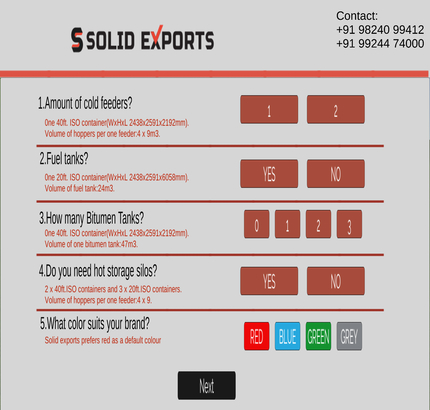 SOLID EXPORTS
Contact:
+91 98240 99412
+91 99244 74000
1.Amount of cold feeders?
One 40ft. ISO container(WxHxL 2438x2591x2192mm).
Volume of hoppers per one feeder:4 x 9m3.
1 2
2.Fuel tanks?
One 20ft. ISO container(WxHxL 2438x2591x6058mm).
Volume of fuel tank:24m3.
YES NO
3.How many Bitumen Tanks?
One 40ft. ISO container(WxHxL 2438x2591x2192mm).
Volume of one bitumen tank:47m3.
0 1 2 3
4.Do you need hot storage silos?
2 x 40ft.ISO containers and 3 x 20ft.ISO containers.
Volume of hoppers per one feeder:4 x 9.
YES NO
5.What color suits your brand?
Solid exports prefers red as a default colour
RED BLUE GREEN GREY
Next